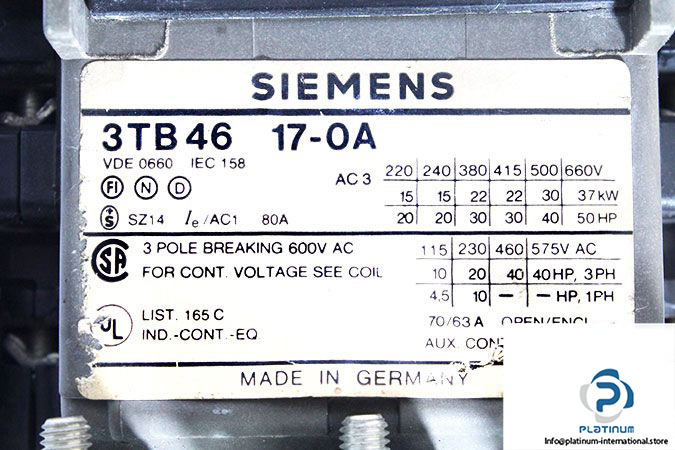 SIEMENS
3TB46 17-0A
VDE 0660 IEC 158
FI N D
S SZ14 Ie/AC1 80A
AC 3 220 240 380 415 500 660V
15 15 22 22 30 37 kW
20 20 30 30 40 50 HP
SA 3 POLE BREAKING 600V AC
FOR CONT. VOLTAGE SEE COIL
115 230 460 575V AC
10 20 40 40 HP, 3PH
4,5 10 — — HP, 1PH
UL LIST. 165 C
IND.-CONT.-EQ.
70/63 A OPEN/ENCL
AUX. CONT
MADE IN GERMANY
PLATINUM
Info@platinum-international.store